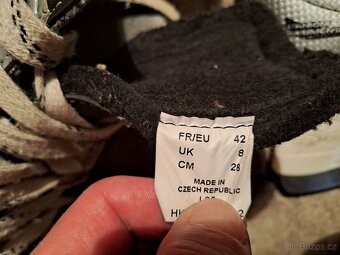 FR/EU 42
UK 8
CM 28
MADE IN
CZECH REPUBLIC